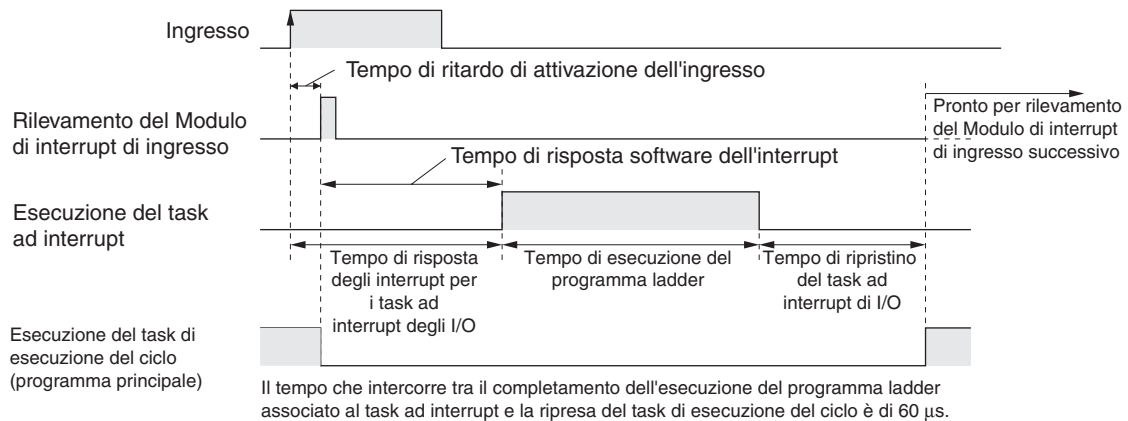 Ingresso
Tempo di ritardo di attivazione dell'ingresso
Rilevamento del Modulo
di interrupt di ingresso
Pronto per rilevamento
del Modulo di interrupt
di ingresso successivo
Tempo di risposta software dell'interrupt
Esecuzione del task
ad interrupt
Tempo di risposta
degli interrupt per
i task ad
interrupt degli I/O
Tempo di esecuzione del
programma ladder
Tempo di ripristino
del task ad
interrupt di I/O
Esecuzione del task di
esecuzione del ciclo
(programma principale)
Il tempo che intercorre tra il completamento dell'esecuzione del programma ladder
associato al task ad interrupt e la ripresa del task di esecuzione del ciclo è di 60 μs.